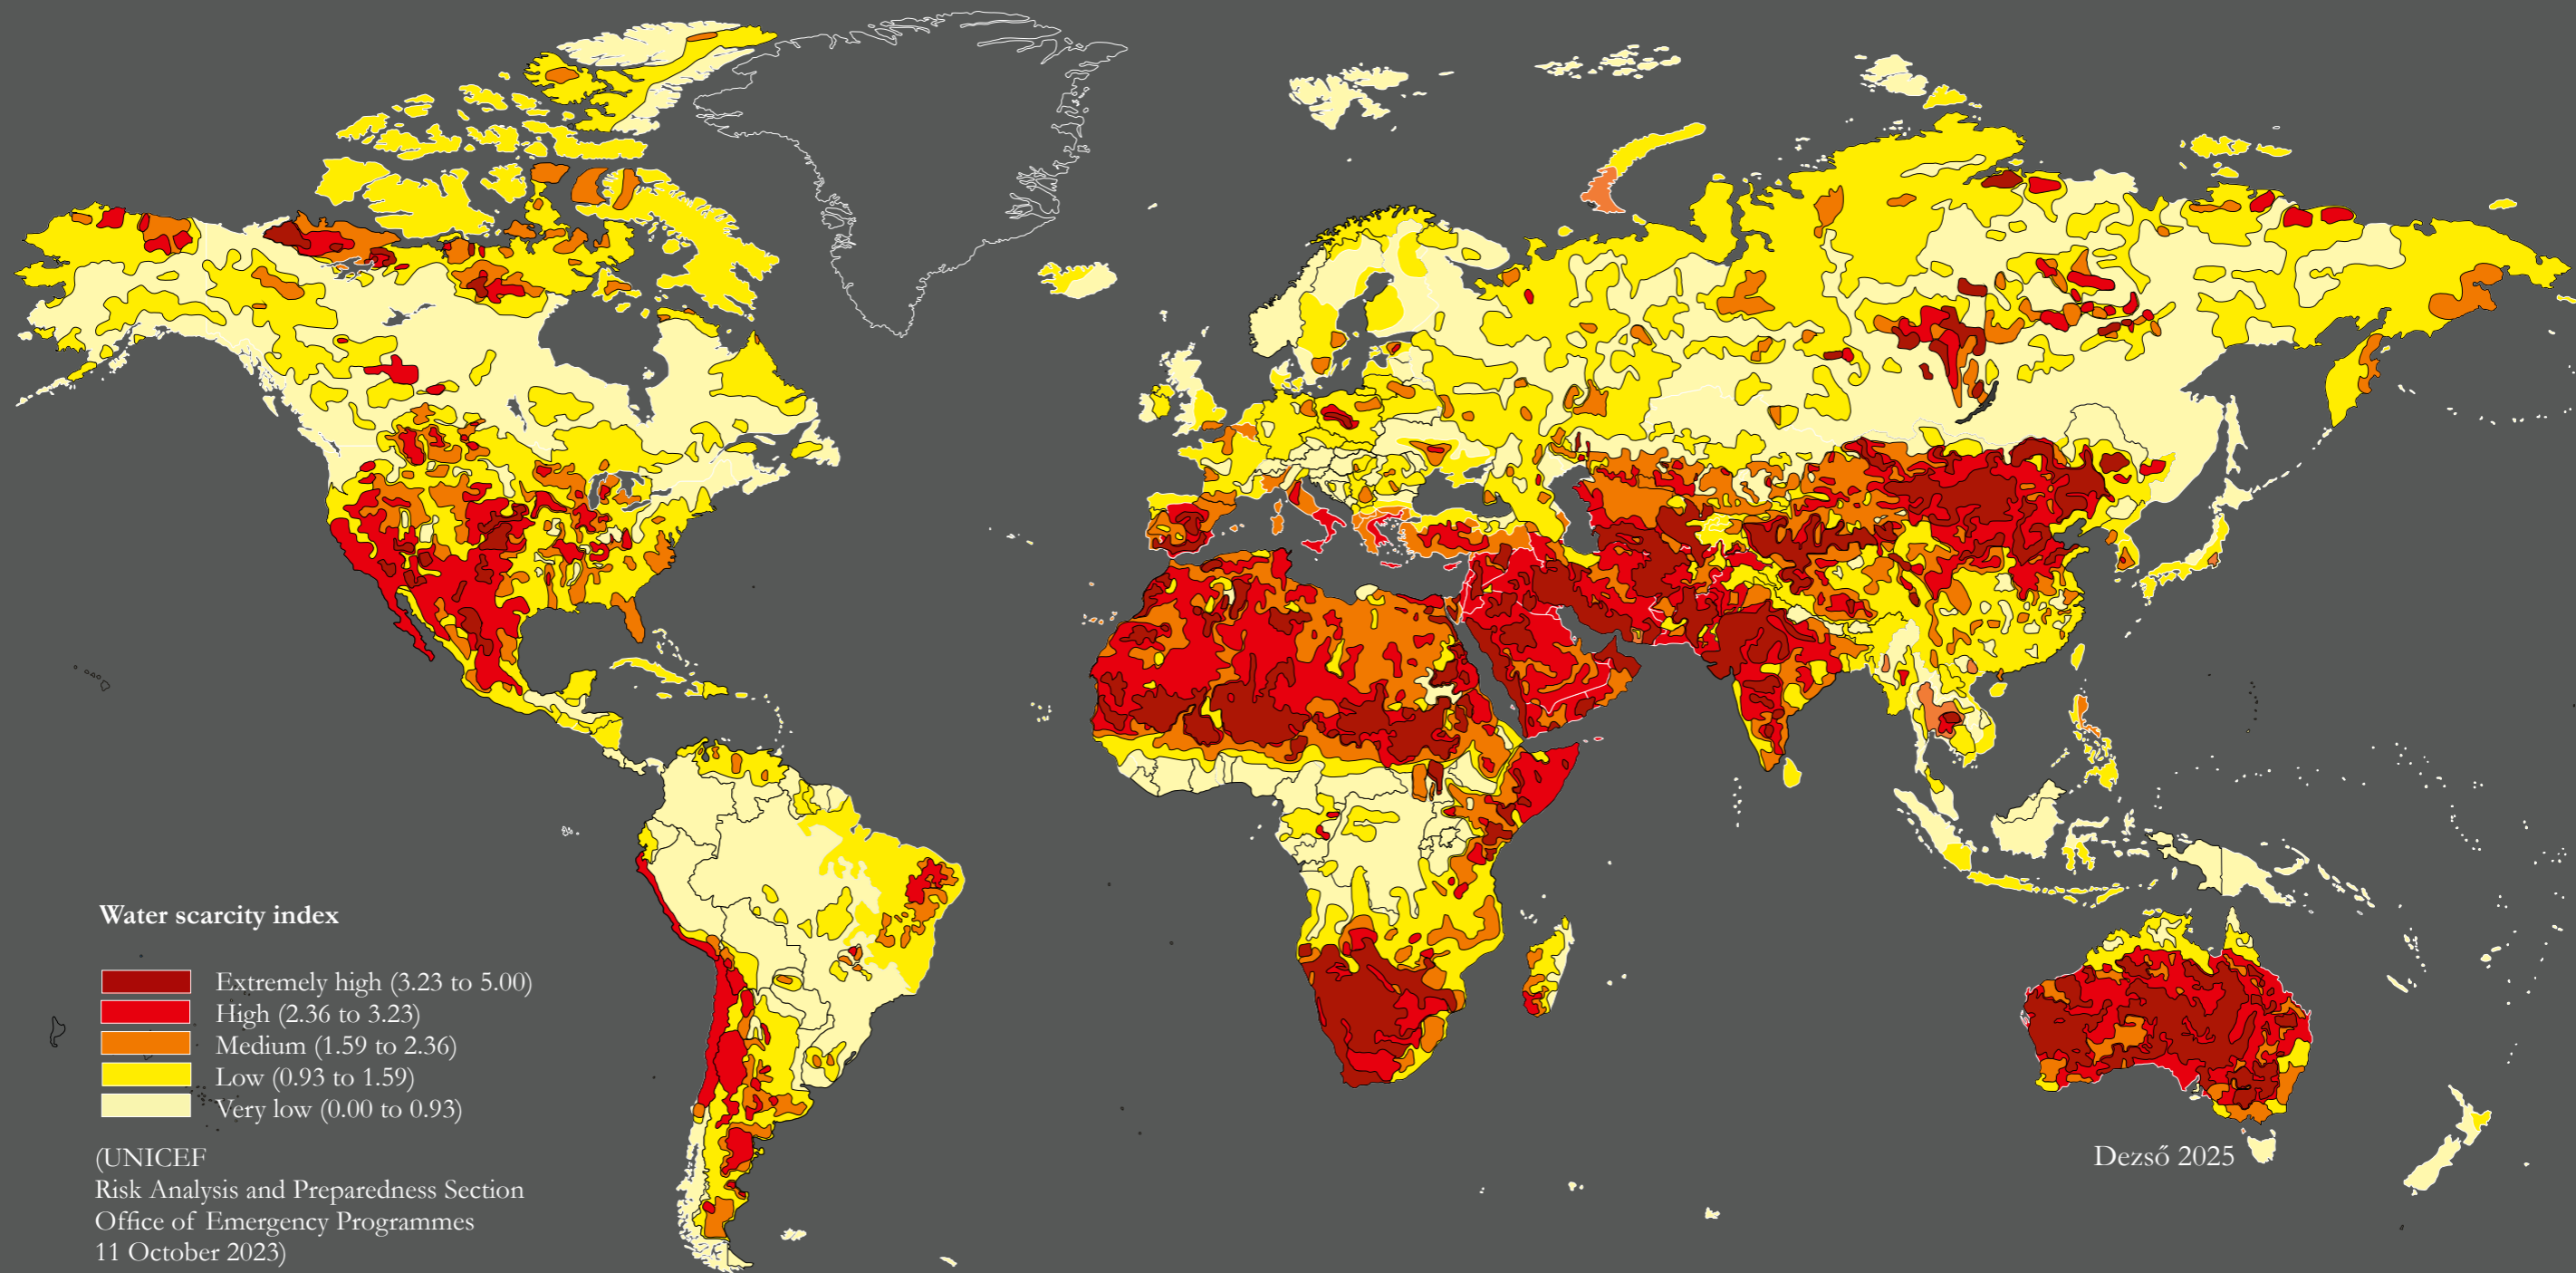 Water scarcity index
Extremely high (3.23 to 5.00)
High (2.36 to 3.23)
Medium (1.59 to 2.36)
Low (0.93 to 1.59)
Very low (0.00 to 0.93)
(UNICEF
Risk Analysis and Preparedness Section
Office of Emergency Programmes
11 October 2023)
Dezső 2025